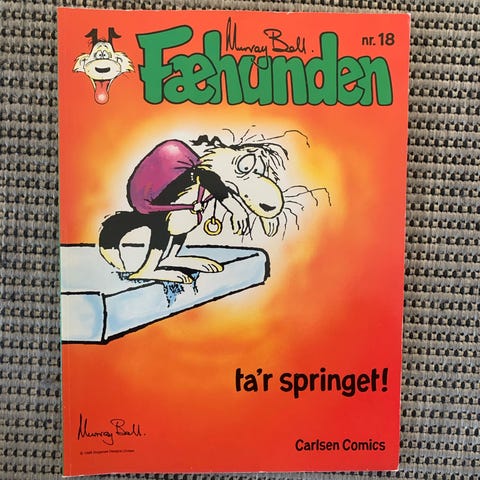 Murray Ball.
nr. 18
Fæhunden
ta'r springet!
Murray Ball.
Carlsen Comics